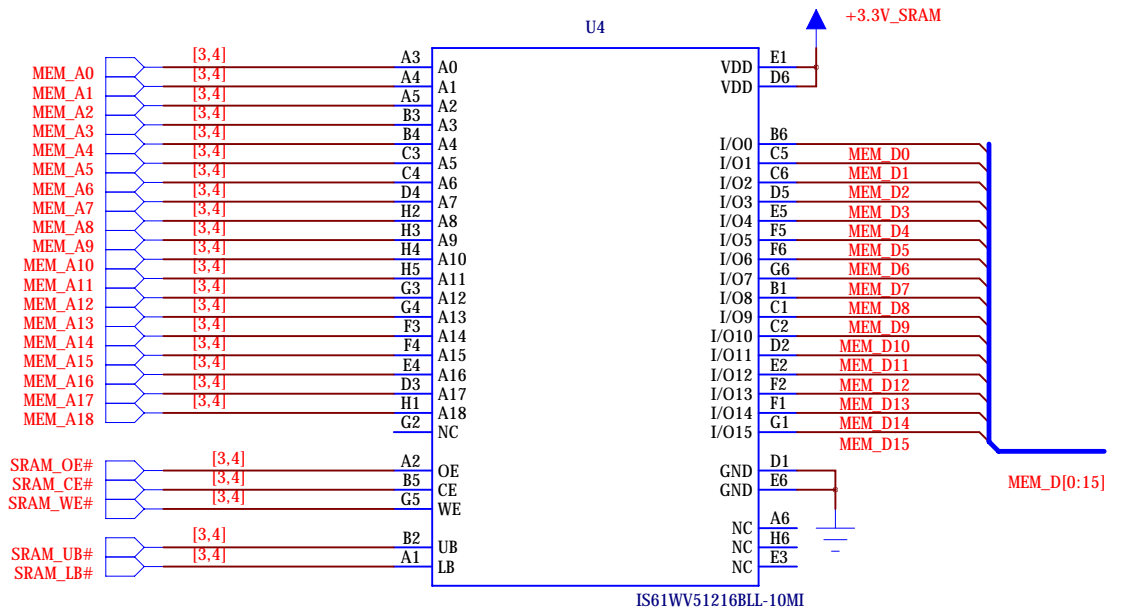 U4
+3.3V_SRAM
MEM_A0 [3,4] A3 A0
MEM_A1 [3,4] A4 A1
MEM_A2 [3,4] A5 A2
MEM_A3 [3,4] B3 A3
MEM_A4 [3,4] B4 A4
MEM_A5 [3,4] C3 A5
MEM_A6 [3,4] C4 A6
MEM_A7 [3,4] D4 A7
MEM_A8 [3,4] H2 A8
MEM_A9 [3,4] H3 A9
MEM_A10 [3,4] H4 A10
MEM_A11 [3,4] H5 A11
MEM_A12 [3,4] G3 A12
MEM_A13 [3,4] G4 A13
MEM_A14 [3,4] F3 A14
MEM_A15 [3,4] F4 A15
MEM_A16 [3,4] E4 A16
MEM_A17 [3,4] D3 A17
MEM_A18 [3,4] H1 A18
G2 NC
SRAM_OE# [3,4] A2 OE
SRAM_CE# [3,4] B5 CE
SRAM_WE# [3,4] G5 WE
SRAM_UB# [3,4] B2 UB
SRAM_LB# [3,4] A1 LB
VDD E1
VDD D6
I/O0 B6 MEM_D0
I/O1 C5 MEM_D1
I/O2 C6 MEM_D2
I/O3 D5 MEM_D3
I/O4 E5 MEM_D4
I/O5 F5 MEM_D5
I/O6 F6 MEM_D6
I/O7 G6 MEM_D7
I/O8 B1 MEM_D8
I/O9 C1 MEM_D9
I/O10 C2 MEM_D10
I/O11 D2 MEM_D11
I/O12 E2 MEM_D12
I/O13 F2 MEM_D13
I/O14 F1 MEM_D14
I/O15 G1 MEM_D15
GND D1
GND E6
MEM_D[0:15]
NC A6
NC H6
NC E3
IS61WV51216BLL-10MI